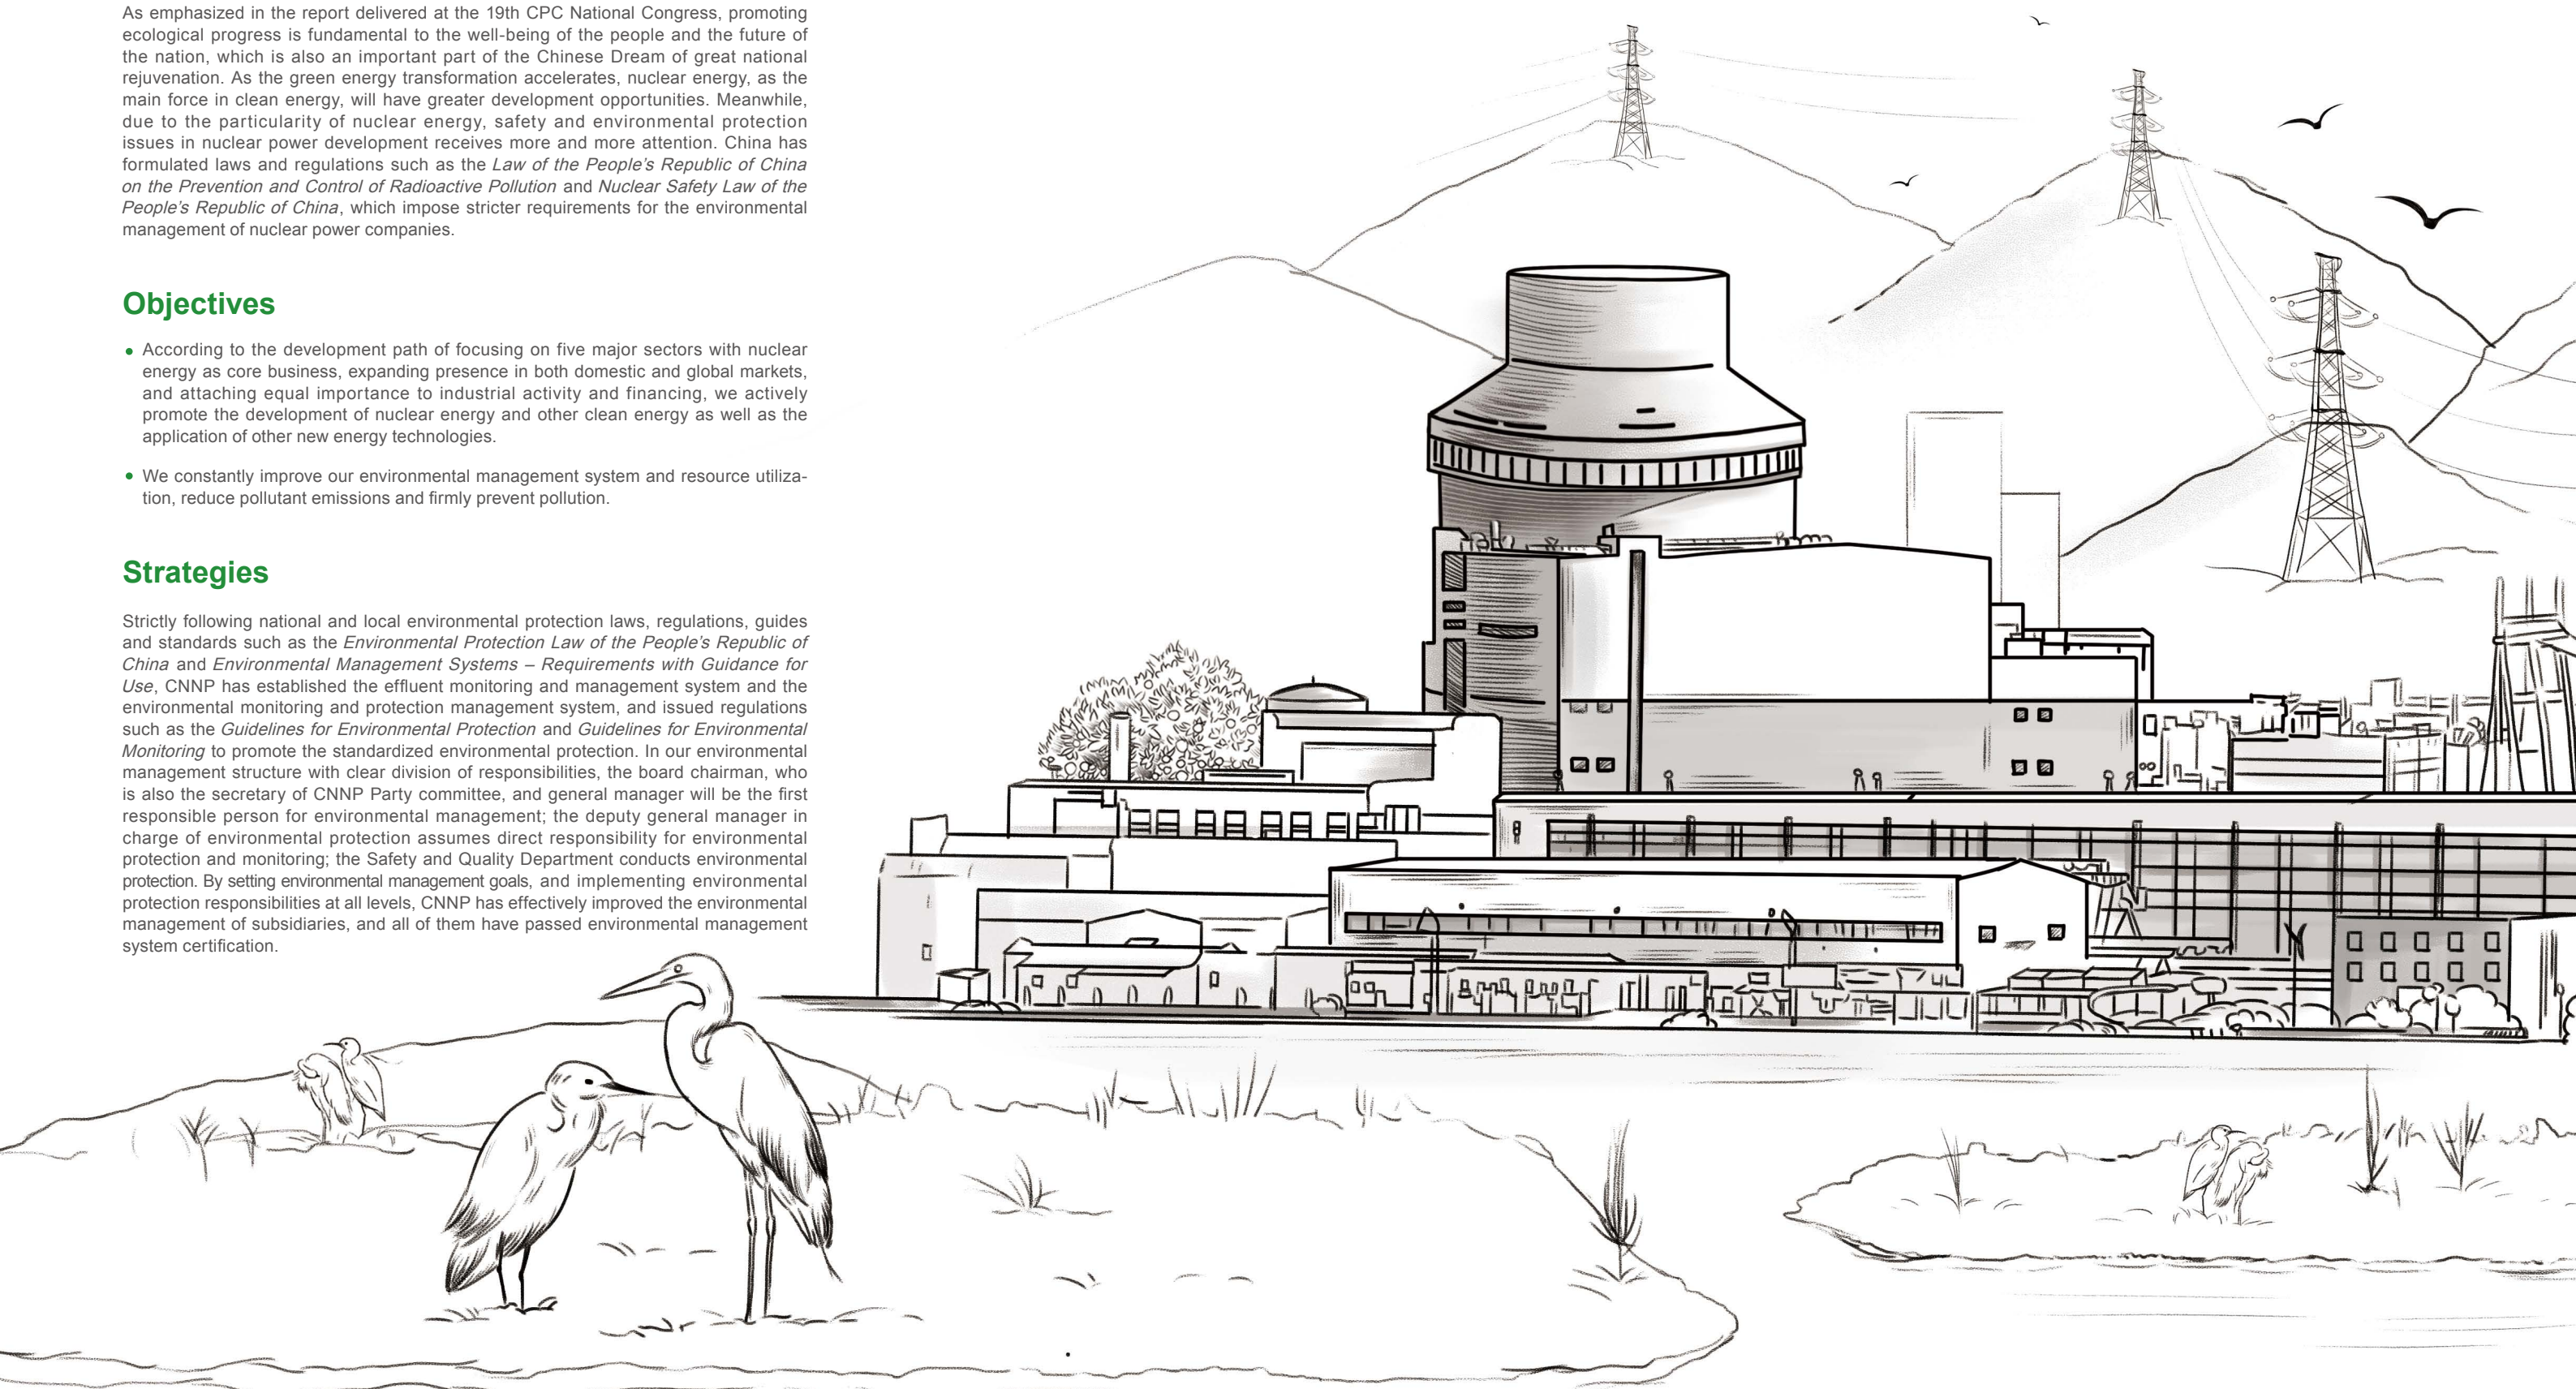 As emphasized in the report delivered at the 19th CPC National Congress, promoting
ecological progress is fundamental to the well-being of the people and the future of
the nation, which is also an important part of the Chinese Dream of great national
rejuvenation. As the green energy transformation accelerates, nuclear energy, as the
main force in clean energy, will have greater development opportunities. Meanwhile,
due to the particularity of nuclear energy, safety and environmental protection
issues in nuclear power development receives more and more attention. China has
formulated laws and regulations such as the Law of the People's Republic of China
on the Prevention and Control of Radioactive Pollution and Nuclear Safety Law of the
People's Republic of China, which impose stricter requirements for the environmental
management of nuclear power companies.
Objectives
• According to the development path of focusing on five major sectors with nuclear
energy as core business, expanding presence in both domestic and global markets,
and attaching equal importance to industrial activity and financing, we actively
promote the development of nuclear energy and other clean energy as well as the
application of other new energy technologies.
• We constantly improve our environmental management system and resource utiliza-
tion, reduce pollutant emissions and firmly prevent pollution.
Strategies
Strictly following national and local environmental protection laws, regulations, guides
and standards such as the Environmental Protection Law of the People's Republic of
China and Environmental Management Systems – Requirements with Guidance for
Use, CNNP has established the effluent monitoring and management system and the
environmental monitoring and protection management system, and issued regulations
such as the Guidelines for Environmental Protection and Guidelines for Environmental
Monitoring to promote the standardized environmental protection. In our environmental
management structure with clear division of responsibilities, the board chairman, who
is also the secretary of CNNP Party committee, and general manager will be the first
responsible person for environmental management; the deputy general manager in
charge of environmental protection assumes direct responsibility for environmental
protection and monitoring; the Safety and Quality Department conducts environmental
protection. By setting environmental management goals, and implementing environmental
protection responsibilities at all levels, CNNP has effectively improved the environmental
management of subsidiaries, and all of them have passed environmental management
system certification.